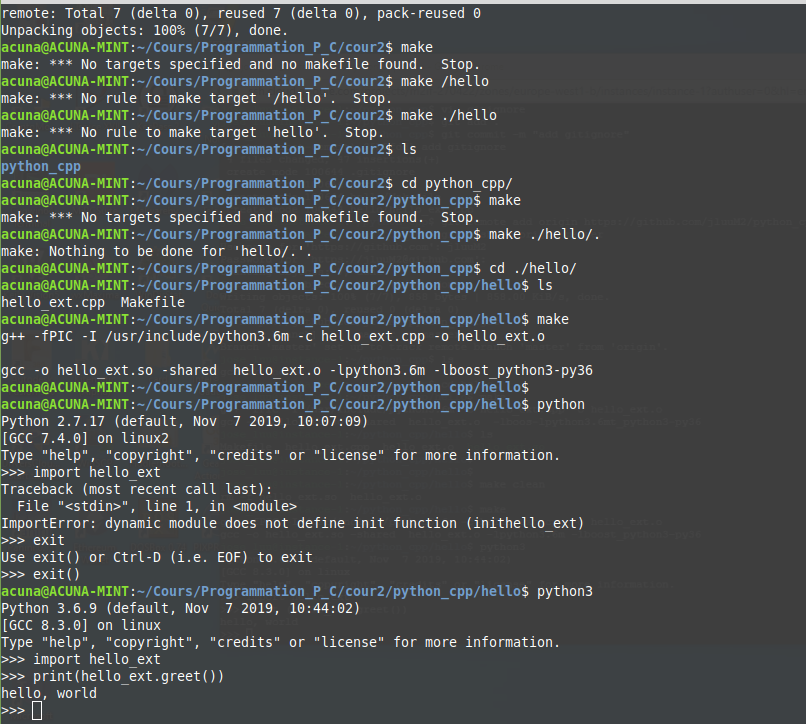 remote: Total 7 (delta 0), reused 7 (delta 0), pack-reused 0
Unpacking objects: 100% (7/7), done.
acuna@ACUNA-MINT:~/Cours/Programmation_P_C/cour2$ make
make: *** No targets specified and no makefile found.  Stop.
acuna@ACUNA-MINT:~/Cours/Programmation_P_C/cour2$ make /hello
make: *** No rule to make target '/hello'.  Stop.
acuna@ACUNA-MINT:~/Cours/Programmation_P_C/cour2$ make ./hello
make: *** No rule to make target 'hello'.  Stop.
acuna@ACUNA-MINT:~/Cours/Programmation_P_C/cour2$ ls
python_cpp
acuna@ACUNA-MINT:~/Cours/Programmation_P_C/cour2$ cd python_cpp/
acuna@ACUNA-MINT:~/Cours/Programmation_P_C/cour2/python_cpp$ make
make: *** No targets specified and no makefile found.  Stop.
acuna@ACUNA-MINT:~/Cours/Programmation_P_C/cour2/python_cpp$ make ./hello/.
make: Nothing to be done for 'hello/.'.
acuna@ACUNA-MINT:~/Cours/Programmation_P_C/cour2/python_cpp$ cd ./hello/
acuna@ACUNA-MINT:~/Cours/Programmation_P_C/cour2/python_cpp/hello$ ls
hello_ext.cpp  Makefile
acuna@ACUNA-MINT:~/Cours/Programmation_P_C/cour2/python_cpp/hello$ make
g++ -fPIC -I /usr/include/python3.6m -c hello_ext.cpp -o hello_ext.o
gcc -o hello_ext.so -shared  hello_ext.o -lpython3.6m -lboost_python3-py36
acuna@ACUNA-MINT:~/Cours/Programmation_P_C/cour2/python_cpp/hello$
acuna@ACUNA-MINT:~/Cours/Programmation_P_C/cour2/python_cpp/hello$ python
Python 2.7.17 (default, Nov  7 2019, 10:07:09)
[GCC 7.4.0] on linux2
Type "help", "copyright", "credits" or "license" for more information.
>>> import hello_ext
Traceback (most recent call last):
  File "<stdin>", line 1, in <module>
ImportError: dynamic module does not define init function (inithello_ext)
>>> exit
Use exit() or Ctrl-D (i.e. EOF) to exit
>>> exit()
acuna@ACUNA-MINT:~/Cours/Programmation_P_C/cour2/python_cpp/hello$ python3
Python 3.6.9 (default, Nov  7 2019, 10:44:02)
[GCC 8.3.0] on linux
Type "help", "copyright", "credits" or "license" for more information.
>>> import hello_ext
>>> print(hello_ext.greet())
hello, world
>>>